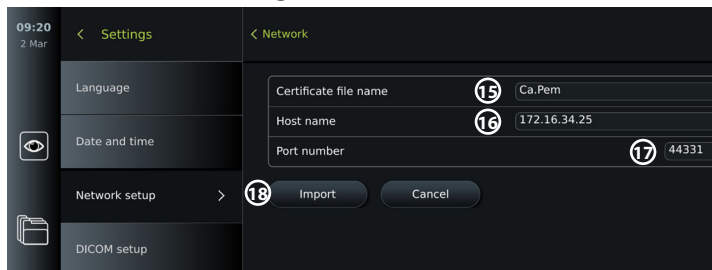 09:20
2 Mar
Settings
Network
Language
Date and time
Network setup
DICOM setup
Certificate file name 15 Ca.Pem
Host name 16 172.16.34.25
Port number 17 44331
18 Import Cancel